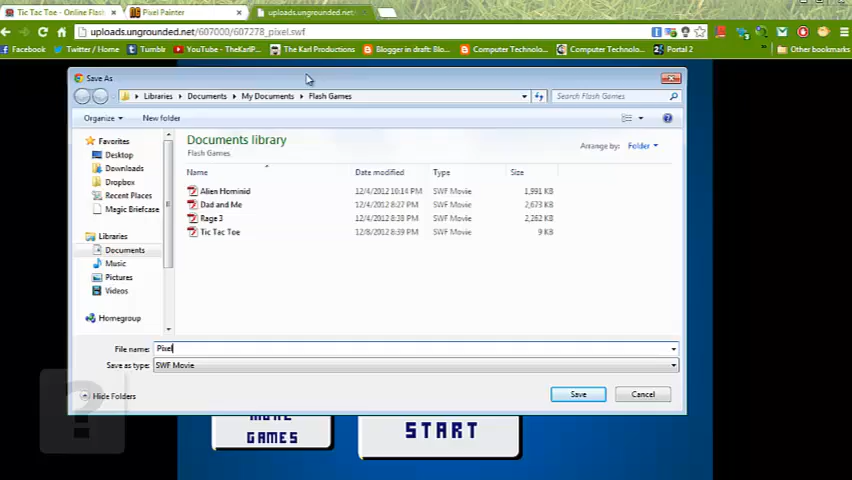 Tic Tac Toe - Online Flash
Pixel Painter
uploads.ungrounded.net/
uploads.ungrounded.net/607000/607278_pixel.swf
Facebook
Twitter / Home
Tumblr
YouTube - TheKarlP...
The Karl Productions
Blogger in draft: Blo...
Computer Technolo...
Computer Technolo...
Portal 2
»
Other bookmarks
Save As
Libraries
Documents
My Documents
Flash Games
Search Flash Games
Organize
New folder
Favorites
Desktop
Downloads
Dropbox
Recent Places
Magic Briefcase
Libraries
Documents
Music
Pictures
Videos
Homegroup
Documents library
Flash Games
Arrange by: Folder
Name Date modified Type Size
Alien Hominid 12/4/2012 10:14 PM SWF Movie 1,991 KB
Dad and Me 12/4/2012 8:27 PM SWF Movie 2,673 KB
Rage 3 12/4/2012 8:38 PM SWF Movie 2,262 KB
Tic Tac Toe 12/8/2012 8:39 PM SWF Movie 9 KB
File name: Pixel
Save as type: SWF Movie
Hide Folders
Save
Cancel
?
MORE
GAMES
START